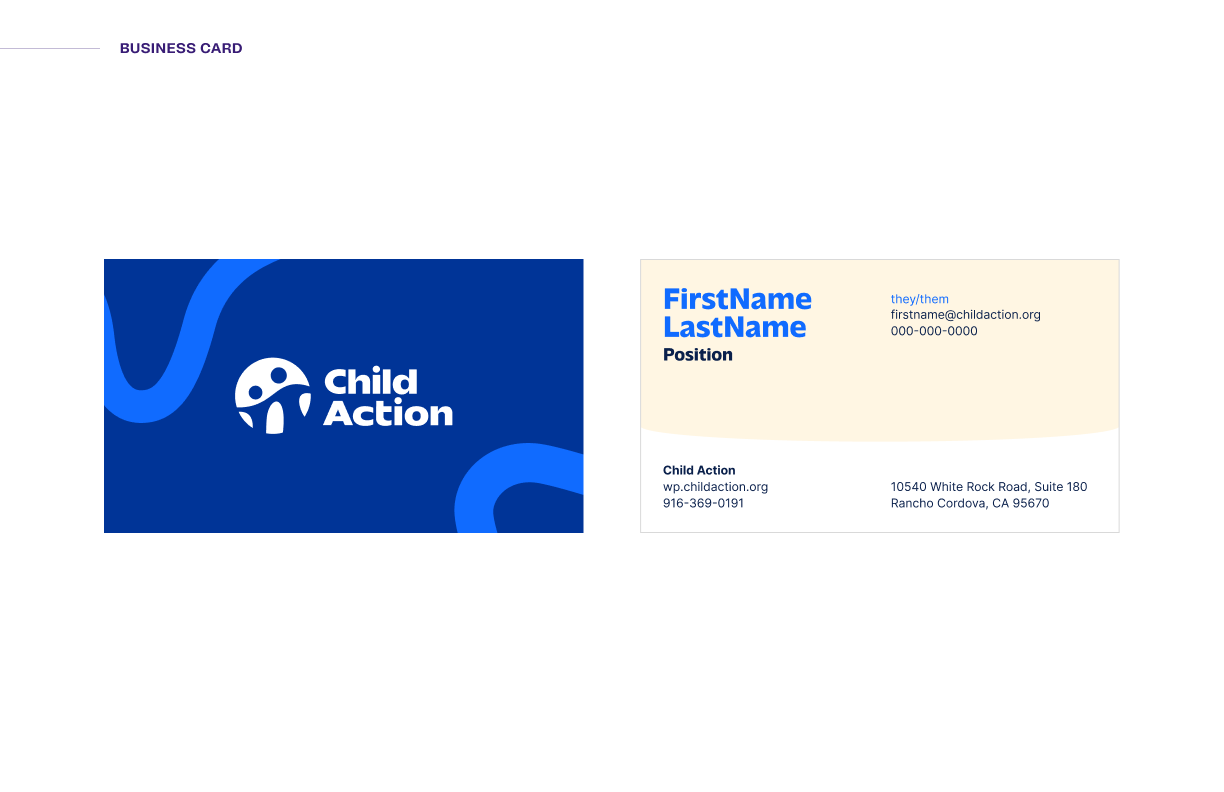 BUSINESS CARD
Child
Action
FirstName
LastName
Position
they/them
firstname@childaction.org
000-000-0000
Child Action
wp.childaction.org
916-369-0191
10540 White Rock Road, Suite 180
Rancho Cordova, CA 95670